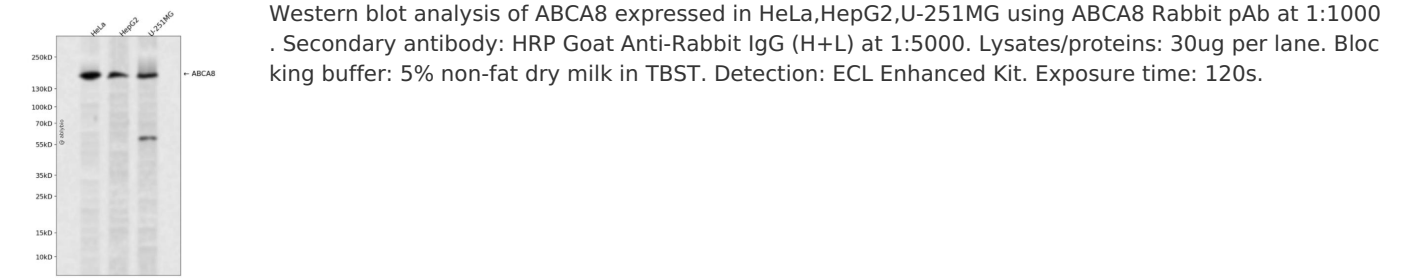 HeLa
HepG2
U-251MG
250kD
← ABCA8
130kD
100kD
70kD
55kD
35kD
25kD
15kD
10kD
Western blot analysis of ABCA8 expressed in HeLa,HepG2,U-251MG using ABCA8 Rabbit pAb at 1:1000
. Secondary antibody: HRP Goat Anti-Rabbit IgG (H+L) at 1:5000. Lysates/proteins: 30ug per lane. Bloc
king buffer: 5% non-fat dry milk in TBST. Detection: ECL Enhanced Kit. Exposure time: 120s.